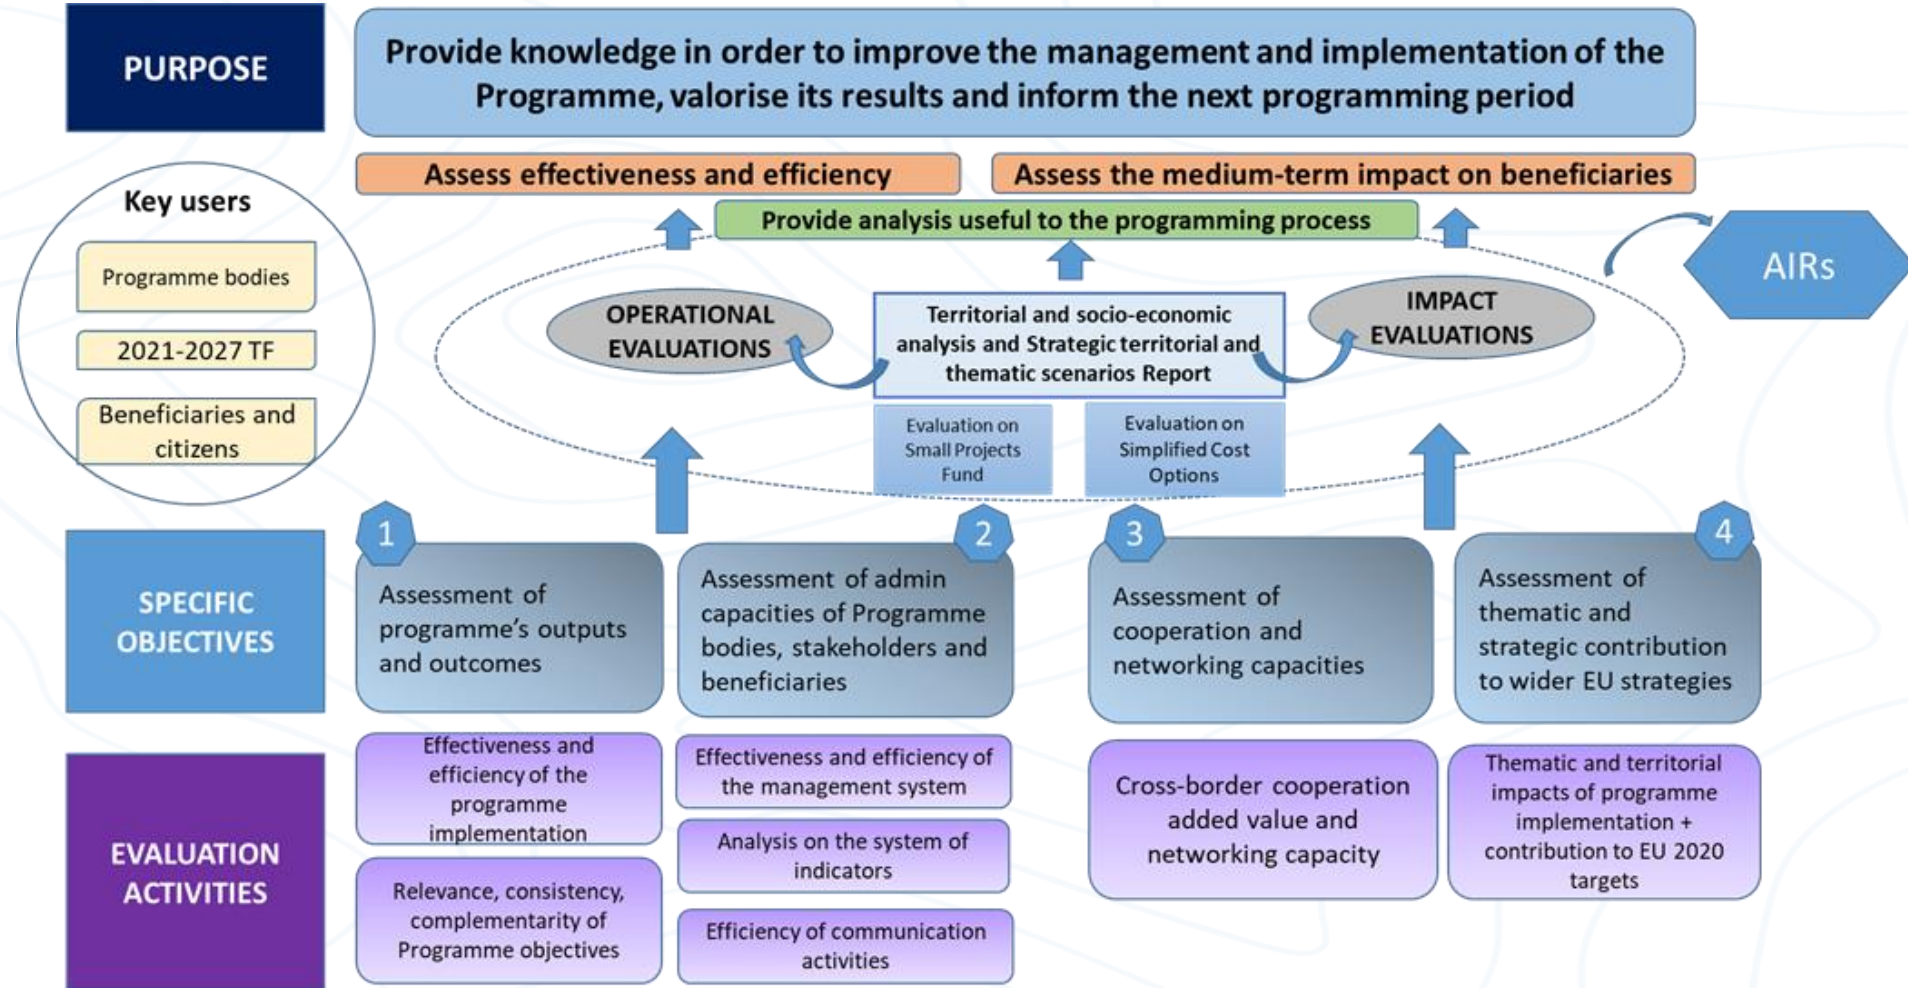 PURPOSE
Provide knowledge in order to improve the management and implementation of the
Programme, valorise its results and inform the next programming period
Assess effectiveness and efficiency
Assess the medium-term impact on beneficiaries
Provide analysis useful to the programming process
Key users
Programme bodies
2021-2027 TF
Beneficiaries and
citizens
OPERATIONAL
EVALUATIONS
Territorial and socio-economic
analysis and Strategic territorial and
thematic scenarios Report
IMPACT
EVALUATIONS
AIRs
Evaluation on
Small Projects
Fund
Evaluation on
Simplified Cost
Options
SPECIFIC
OBJECTIVES
1
Assessment of
programme's outputs
and outcomes
2
Assessment of admin
capacities of Programme
bodies, stakeholders and
beneficiaries
3
Assessment of
cooperation and
networking capacities
4
Assessment of
thematic and
strategic contribution
to wider EU strategies
EVALUATION
ACTIVITIES
Effectiveness and
efficiency of the
programme
implementation
Relevance, consistency,
complementarity of
Programme objectives
Effectiveness and efficiency of
the management system
Analysis on the system of
indicators
Efficiency of communication
activities
Cross-border cooperation
added value and
networking capacity
Thematic and territorial
impacts of programme
implementation +
contribution to EU 2020
targets